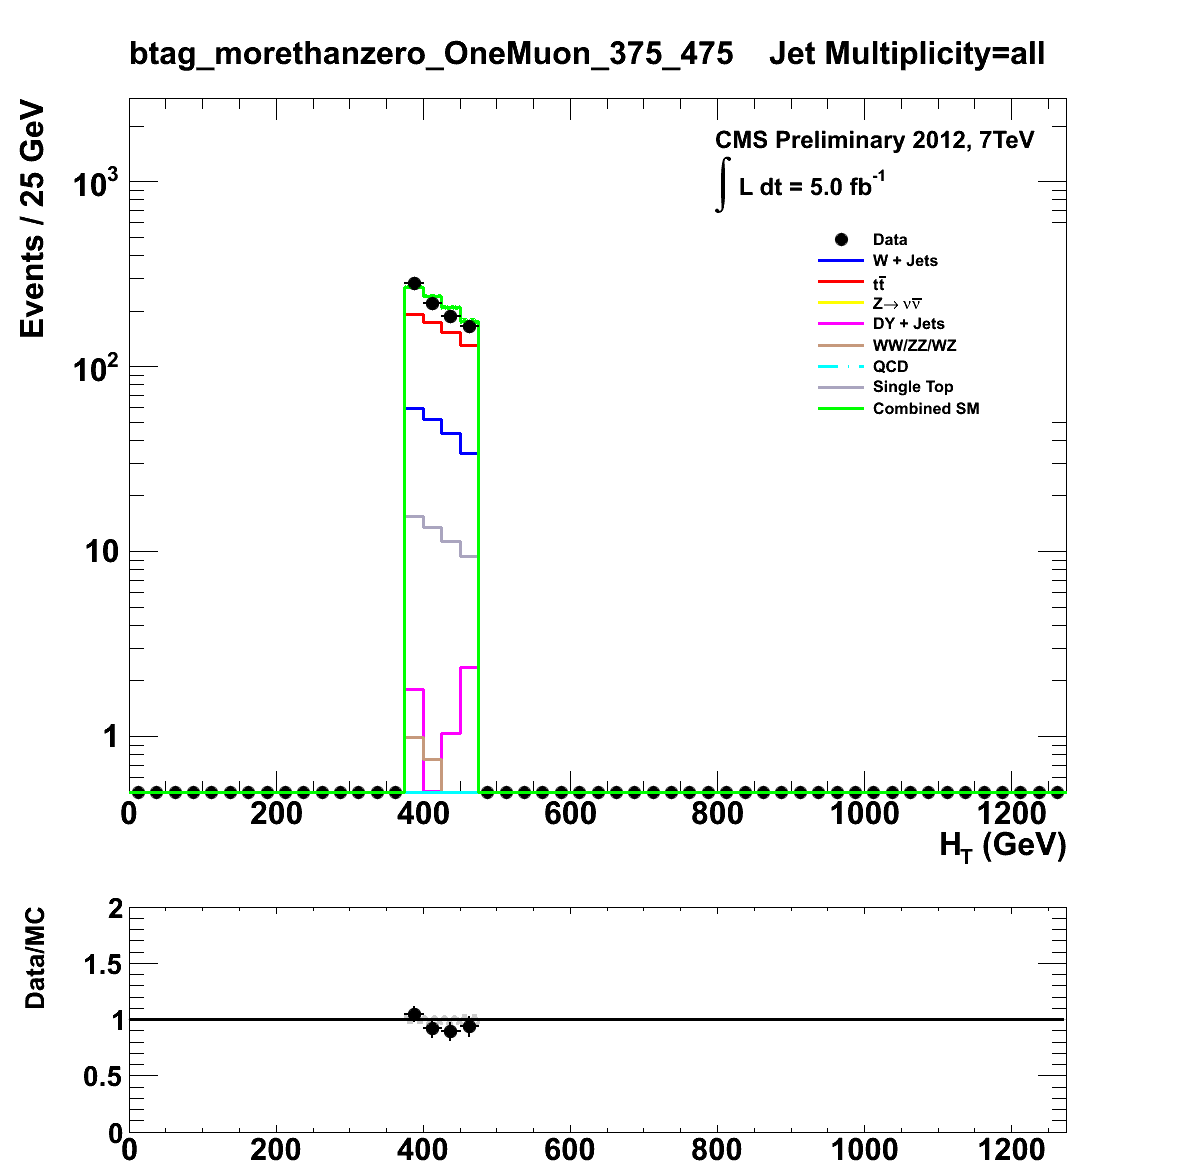 btag_morethanzero_OneMuon_375_475 Jet Multiplicity=all
Events / 25 GeV
CMS Preliminary 2012, 7TeV
∫ L dt = 5.0 fb⁻¹
Data
W + Jets
tt̅
Z→ νν̅
DY + Jets
WW/ZZ/WZ
QCD
Single Top
Combined SM
10³
10²
10
1
0 200 400 600 800 1000 1200
H_T (GeV)
Data/MC
2
1.5
1
0.5
0
0 200 400 600 800 1000 1200